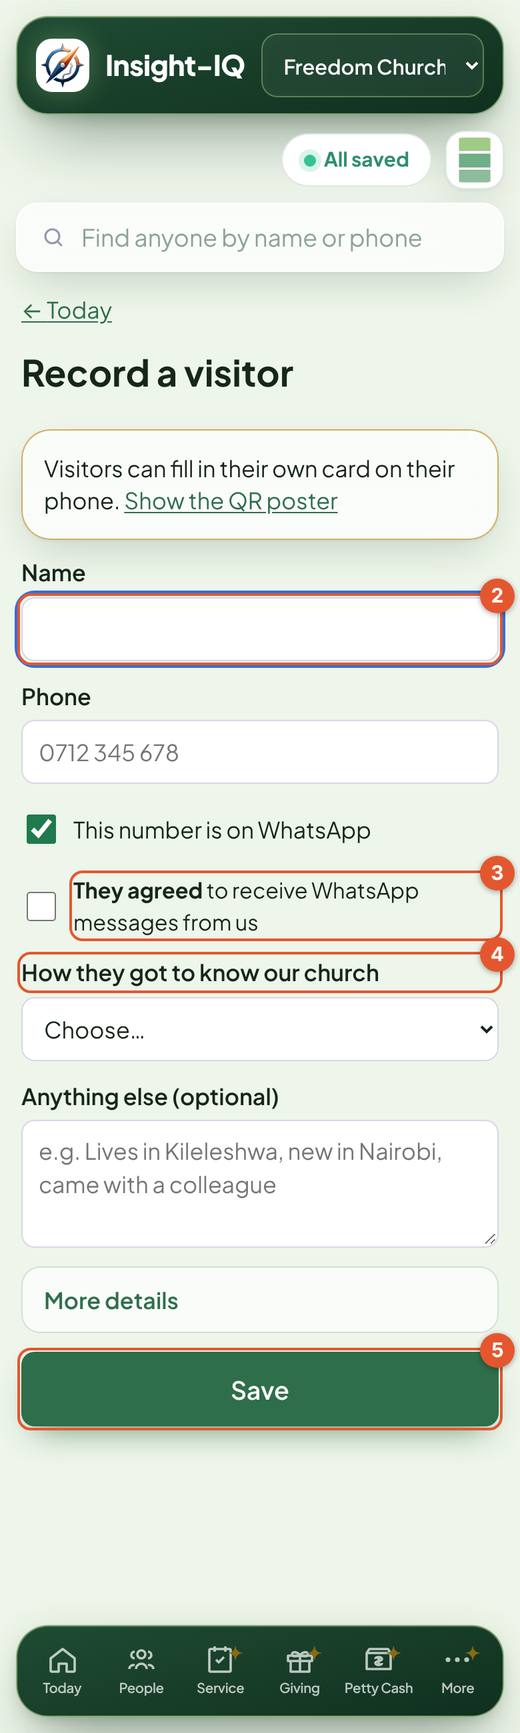 Insight-IQ
Freedom Church
All saved
Find anyone by name or phone
← Today
Record a visitor
Visitors can fill in their own card on their
phone. Show the QR poster
Name
2
Phone
0712 345 678
This number is on WhatsApp
3
They agreed to receive WhatsApp
messages from us
4
How they got to know our church
Choose...
Anything else (optional)
e.g. Lives in Kileleshwa, new in Nairobi,
came with a colleague
More details
5
Save
Today
People
Service
Giving
Petty Cash
More